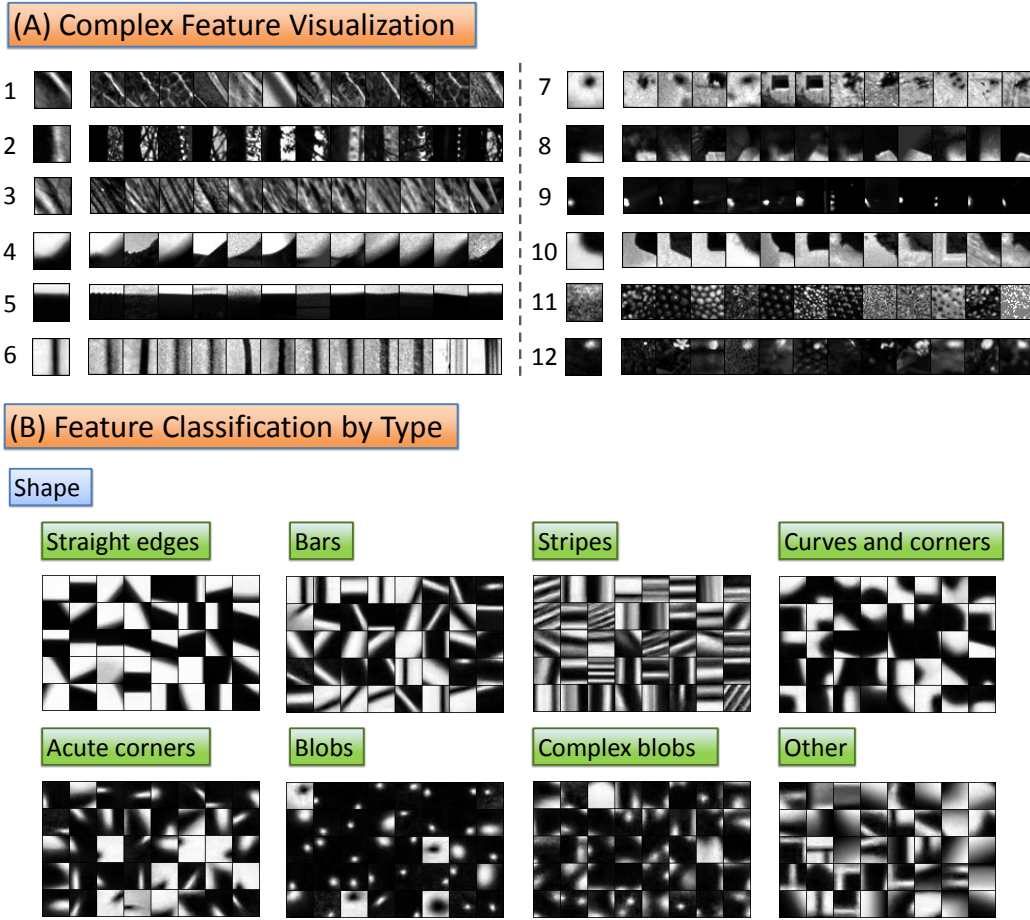 (A) Complex Feature Visualization
1
2
3
4
5
6
7
8
9
10
11
12
(B) Feature Classification by Type
Shape
Straight edges
Bars
Stripes
Curves and corners
Acute corners
Blobs
Complex blobs
Other